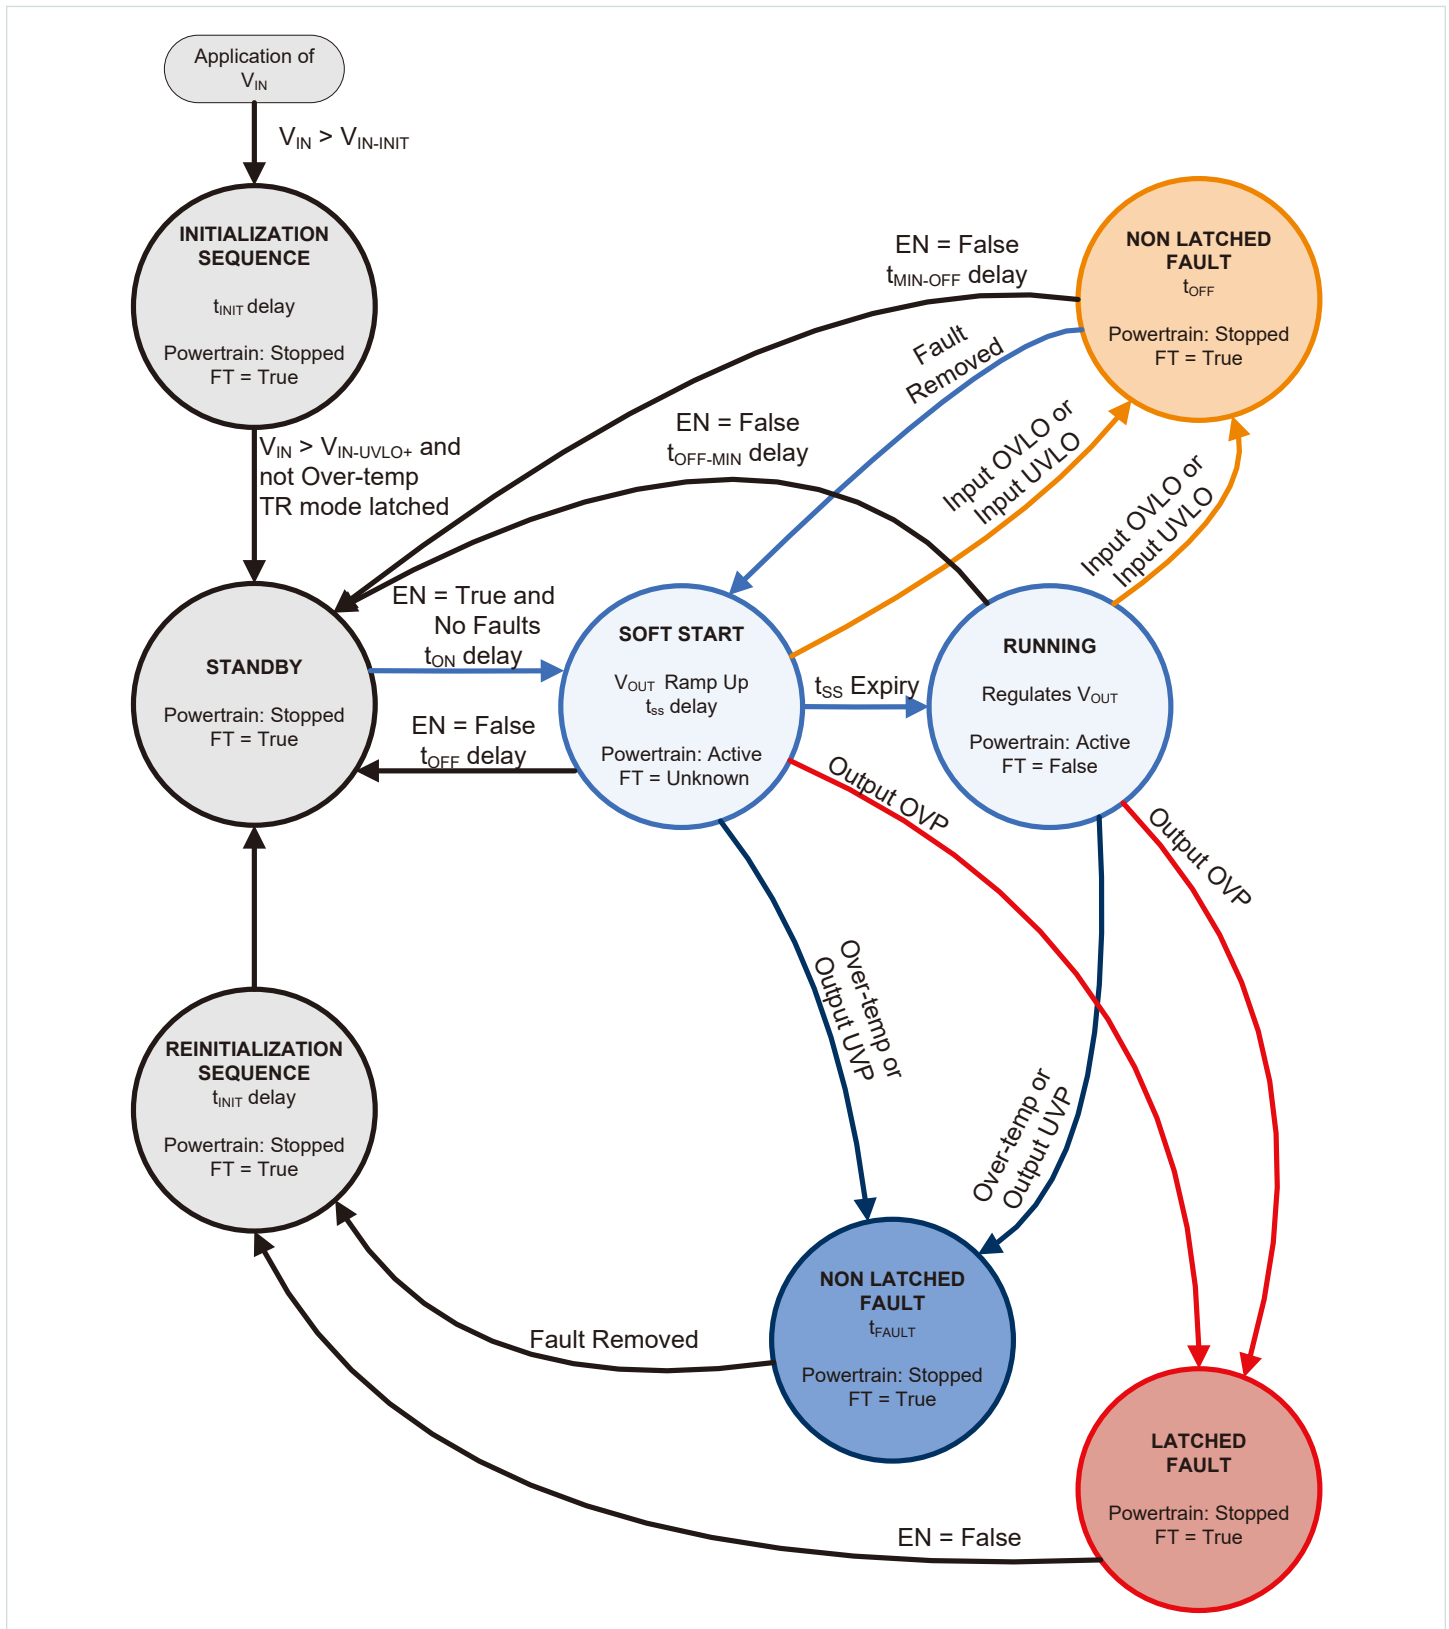 Application of
VIN
VIN > VIN-INIT
INITIALIZATION
SEQUENCE
tINIT delay
Powertrain: Stopped
FT = True
VIN > VIN-UVLO+ and
not Over-temp
TR mode latched
EN = False
tMIN-OFF delay
NON LATCHED
FAULT
tOFF
Powertrain: Stopped
FT = True
Fault
Removed
EN = False
tOFF-MIN delay
Input OVLO or
Input UVLO
Input OVLO or
Input UVLO
STANDBY
Powertrain: Stopped
FT = True
EN = True and
No Faults
tON delay
EN = False
tOFF delay
SOFT START
VOUT Ramp Up
tss delay
Powertrain: Active
FT = Unknown
tSS Expiry
RUNNING
Regulates VOUT
Powertrain: Active
FT = False
Output OVP
Output OVP
Over-temp or
Output UVP
Over-temp or
Output UVP
REINITIALIZATION
SEQUENCE
tINIT delay
Powertrain: Stopped
FT = True
Fault Removed
NON LATCHED
FAULT
tFAULT
Powertrain: Stopped
FT = True
EN = False
LATCHED
FAULT
Powertrain: Stopped
FT = True